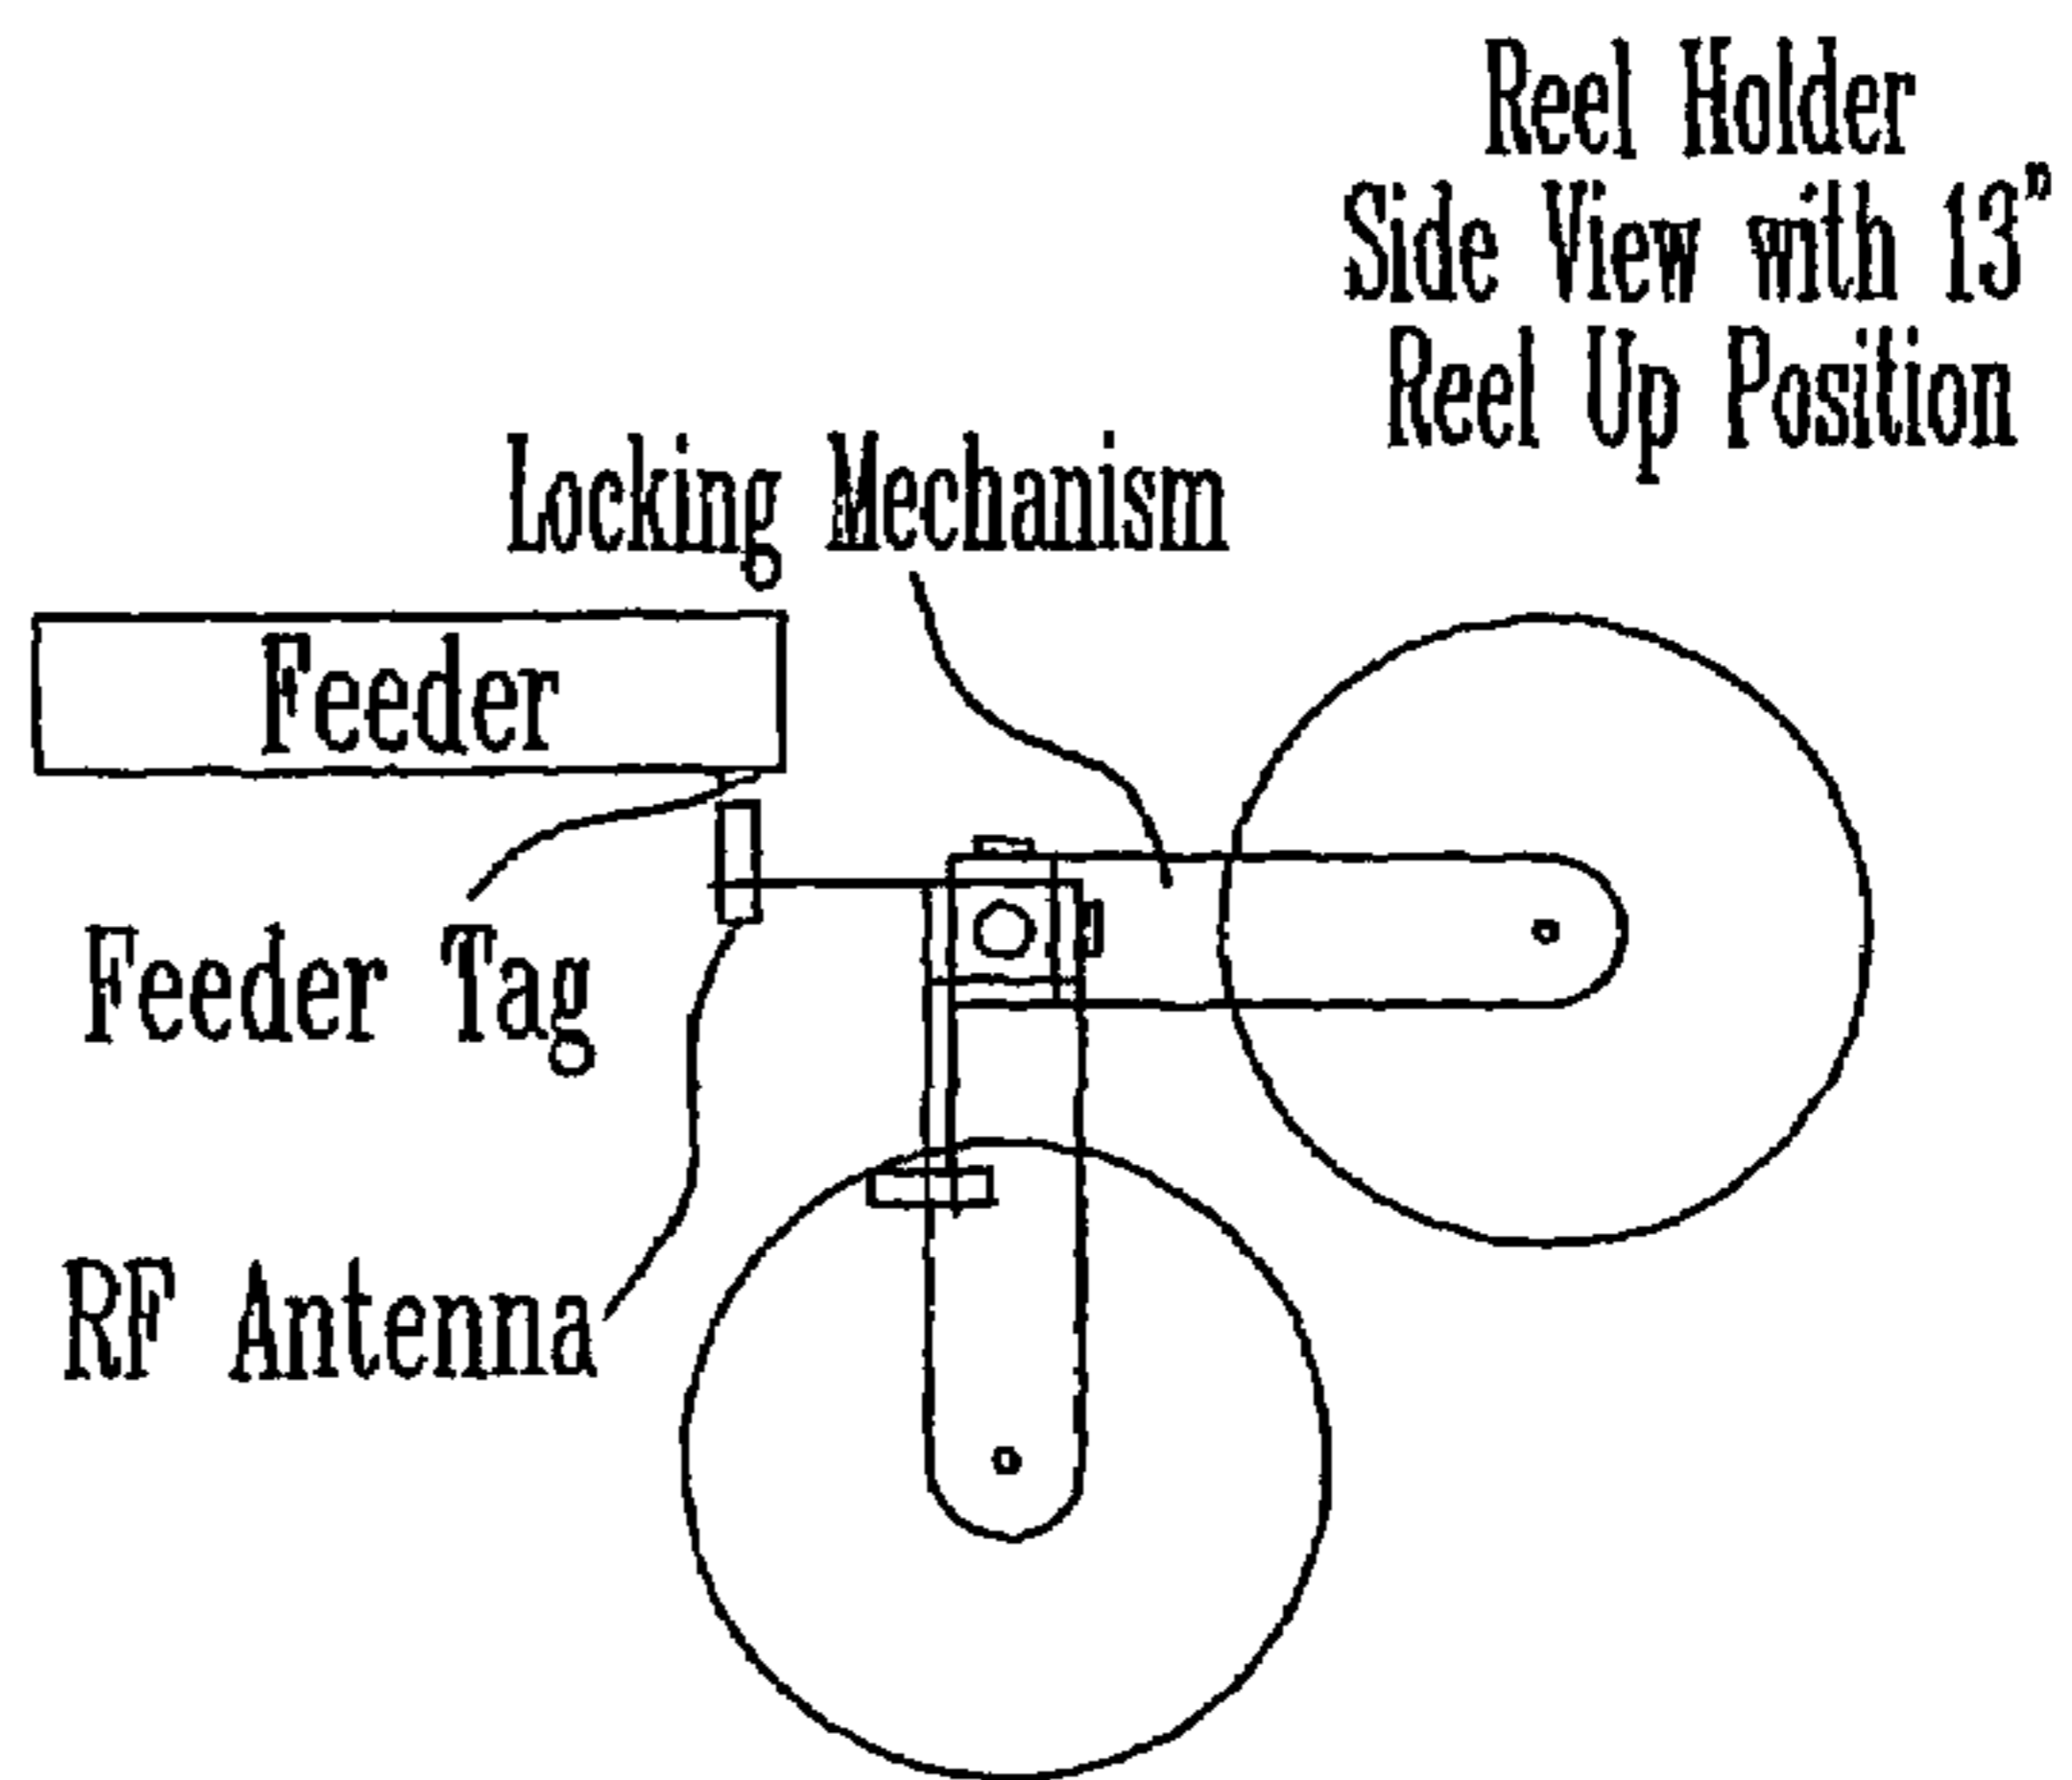 Reel Holder
Side View with 13"
Reel Up Position
Locking Mechanism
Feeder
Feeder Tag
RF Antenna